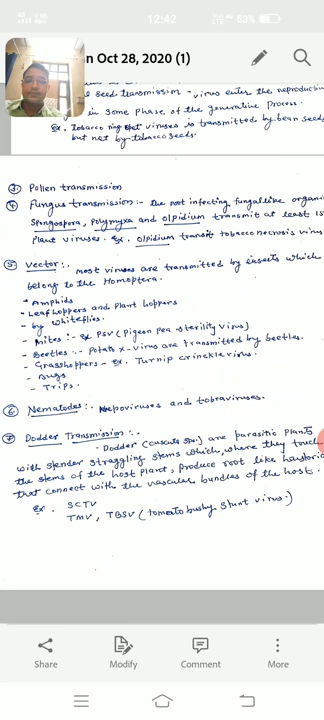 12:42
53%
n Oct 28, 2020 (1)
e seed transmission - virus enter the reproductiv
in some phase of the generative process.
Ex. Tobacco ring spot viruses is transmitted by bean seeds
but not by tobacco seeds.
③ Pollen transmission
④ Fungus transmission:- The root infecting fungal like organi
Spongospora, Polymyxa and Olpidium transmit at least 15
Plant viruses. Ex. Olpidium transit tobacco necrosis virus
⑤ Vector:- most viruses are transmitted by insects which
belong to the Homoptera.
- Amphids
- Leaf hoppers and plant hoppers
- by whiteflies.
- Mites:- Ex PSV (Pigeon pea sterility virus)
- Beetles:- Potato x-virus are transmitted by beetles.
- Grasshoppers - Ex. Turnip crinckle virus.
- Bugs
- Trips.
⑥ Nematodes:- Nepoviruses and tobraviruses.
⑦ Dodder Transmission:-
Dodder (cuscuta spe.) are parasitic plants
with slender straggling stems which, where they touch
the stems of the host plant, produce root like haustoria
that connect with the vascular bundles of the host.
Ex. SCTV
TMV, TBSV (tomato bushy stunt virus)
Share
Modify
Comment
More